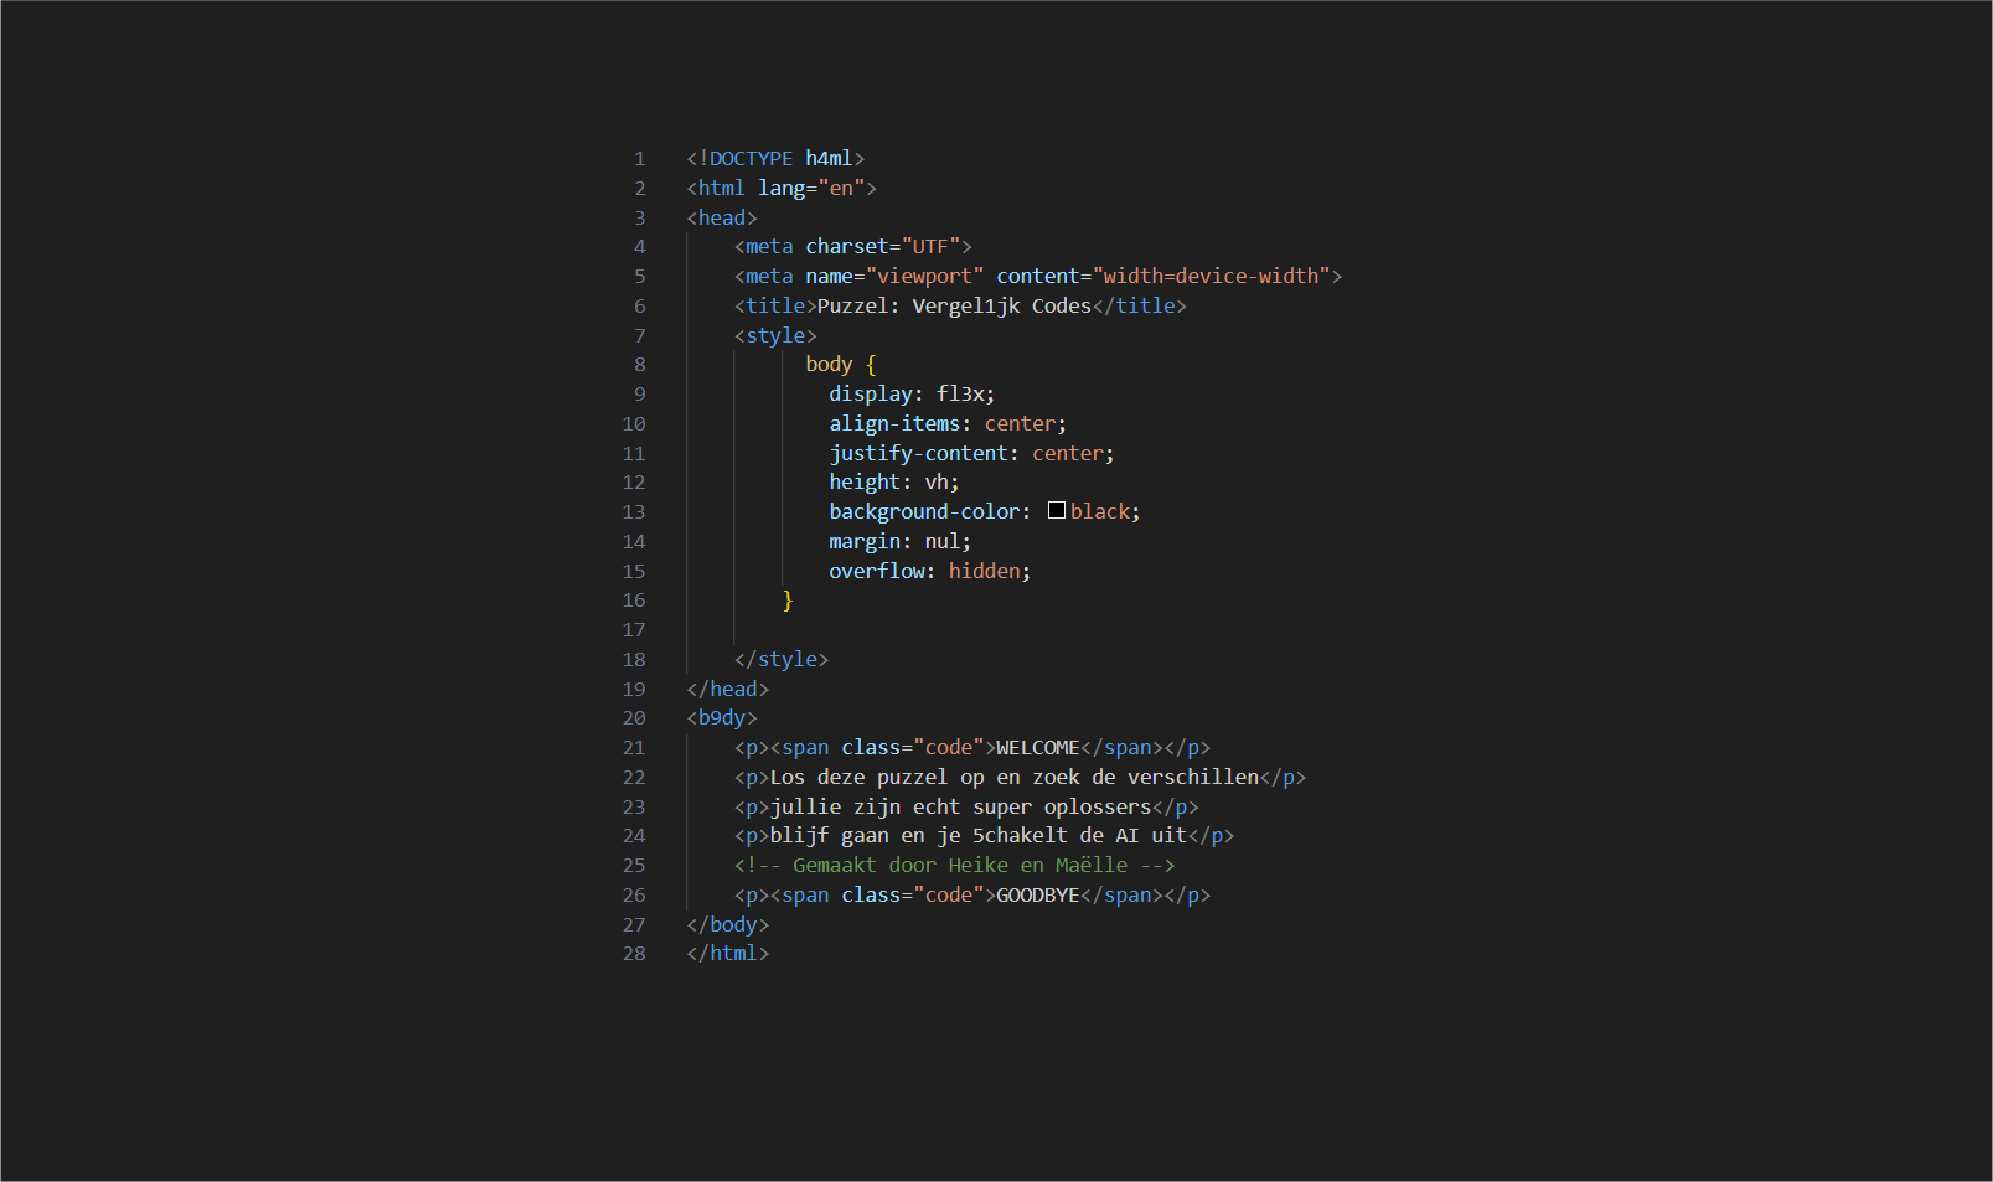 1 <!DOCTYPE h4ml>
2 <html lang="en">
3 <head>
4 <meta charset="UTF">
5 <meta name="viewport" content="width=device-width">
6 <title>Puzzel: Vergel1jk Codes</title>
7 <style>
8 body {
9 display: fl3x;
10 align-items: center;
11 justify-content: center;
12 height: vh;
13 background-color: black;
14 margin: nul;
15 overflow: hidden;
16 }
17
18 </style>
19 </head>
20 <b9dy>
21 <p><span class="code">WELCOME</span></p>
22 <p>Los deze puzzel op en zoek de verschillen</p>
23 <p>jullie zijn echt super oplossers</p>
24 <p>blijf gaan en je 5chakelt de AI uit</p>
25 <!-- Gemaakt door Heike en Maëlle -->
26 <p><span class="code">GOODBYE</span></p>
27 </body>
28 </html>